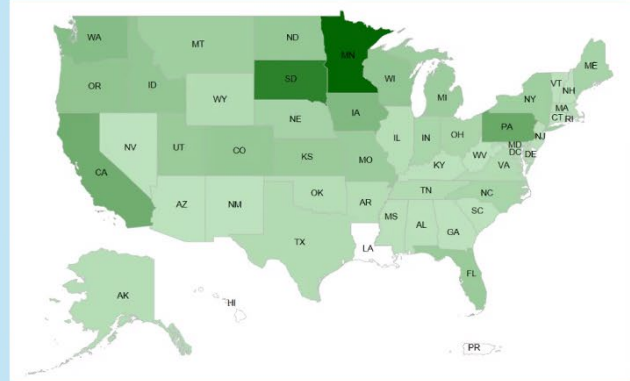 WA
MT
ND
MN
ME
VT
NH
OR
ID
SD
WI
MI
NY
MA
CT
RI
WY
IA
PA
NJ
NE
IL
IN
OH
MD
DC
DE
NV
UT
CO
KS
MO
KY
WV
VA
CA
AZ
NM
OK
AR
TN
NC
SC
TX
LA
MS
AL
GA
FL
AK
HI
PR